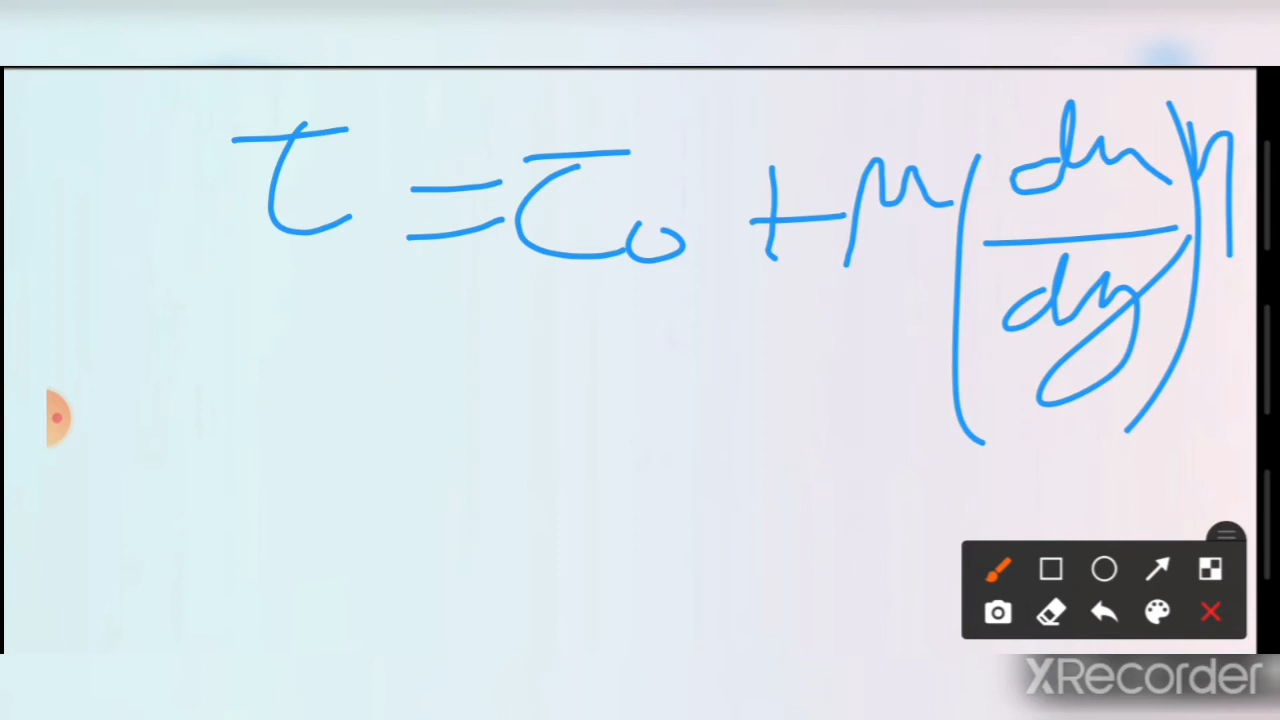 τ = τ₀ + μ(du/dy)ⁿ
XRecorder